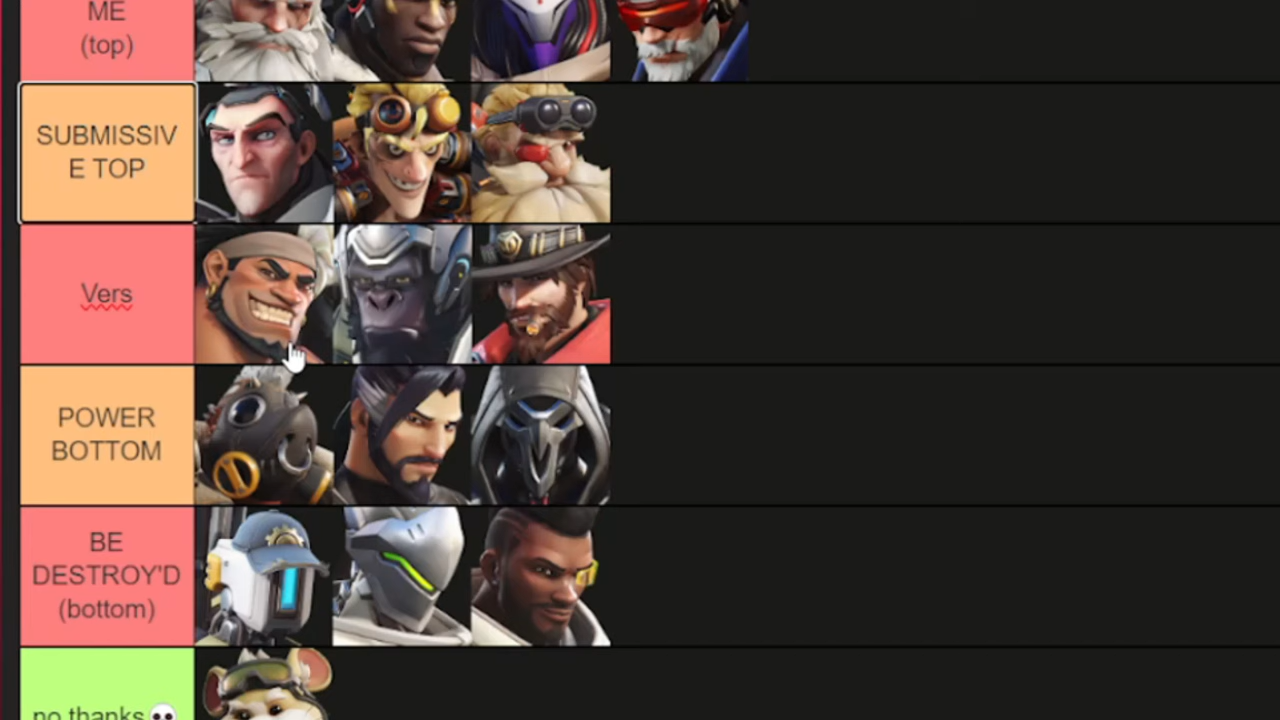 ME
(top)
SUBMISSIV
E TOP
Vers
POWER
BOTTOM
BE
DESTROY'D
(bottom)
no thanks💀